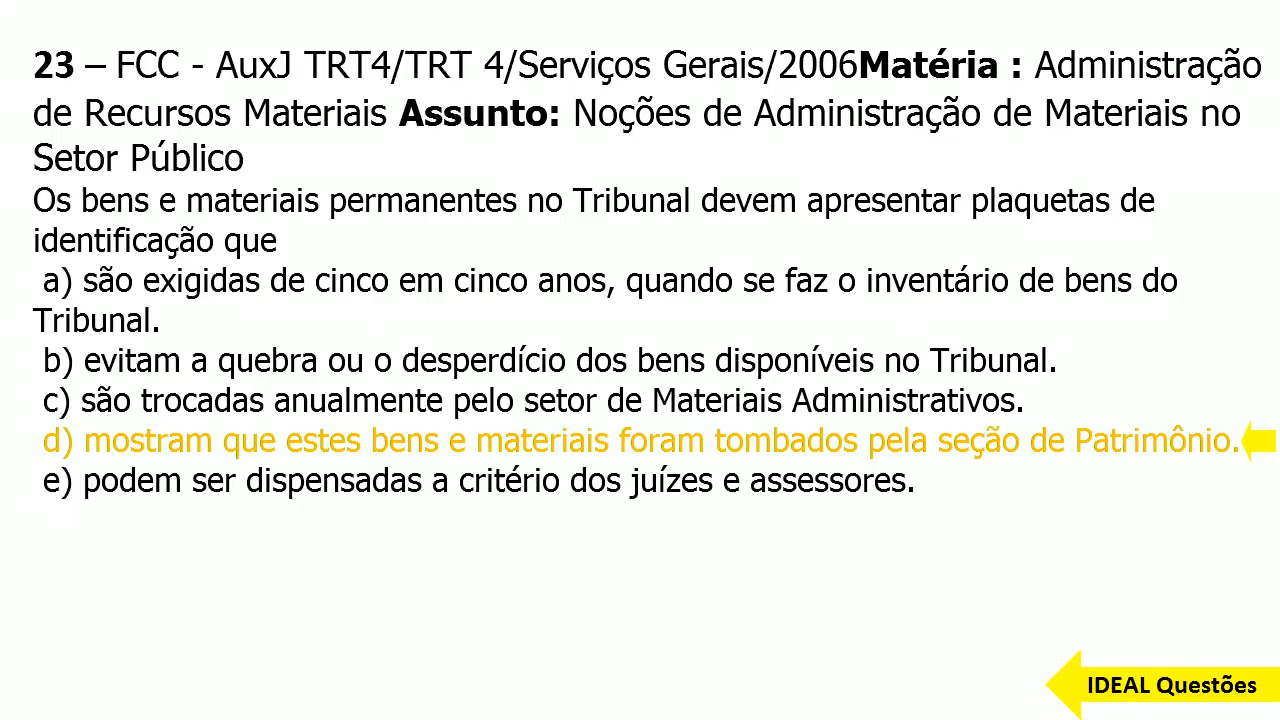 23 – FCC - AuxJ TRT4/TRT 4/Serviços Gerais/2006Matéria : Administração
de Recursos Materiais Assunto: Noções de Administração de Materiais no
Setor Público
Os bens e materiais permanentes no Tribunal devem apresentar plaquetas de
identificação que
a) são exigidas de cinco em cinco anos, quando se faz o inventário de bens do
Tribunal.
b) evitam a quebra ou o desperdício dos bens disponíveis no Tribunal.
c) são trocadas anualmente pelo setor de Materiais Administrativos.
d) mostram que estes bens e materiais foram tombados pela seção de Patrimônio.
e) podem ser dispensadas a critério dos juízes e assessores.
IDEAL Questões